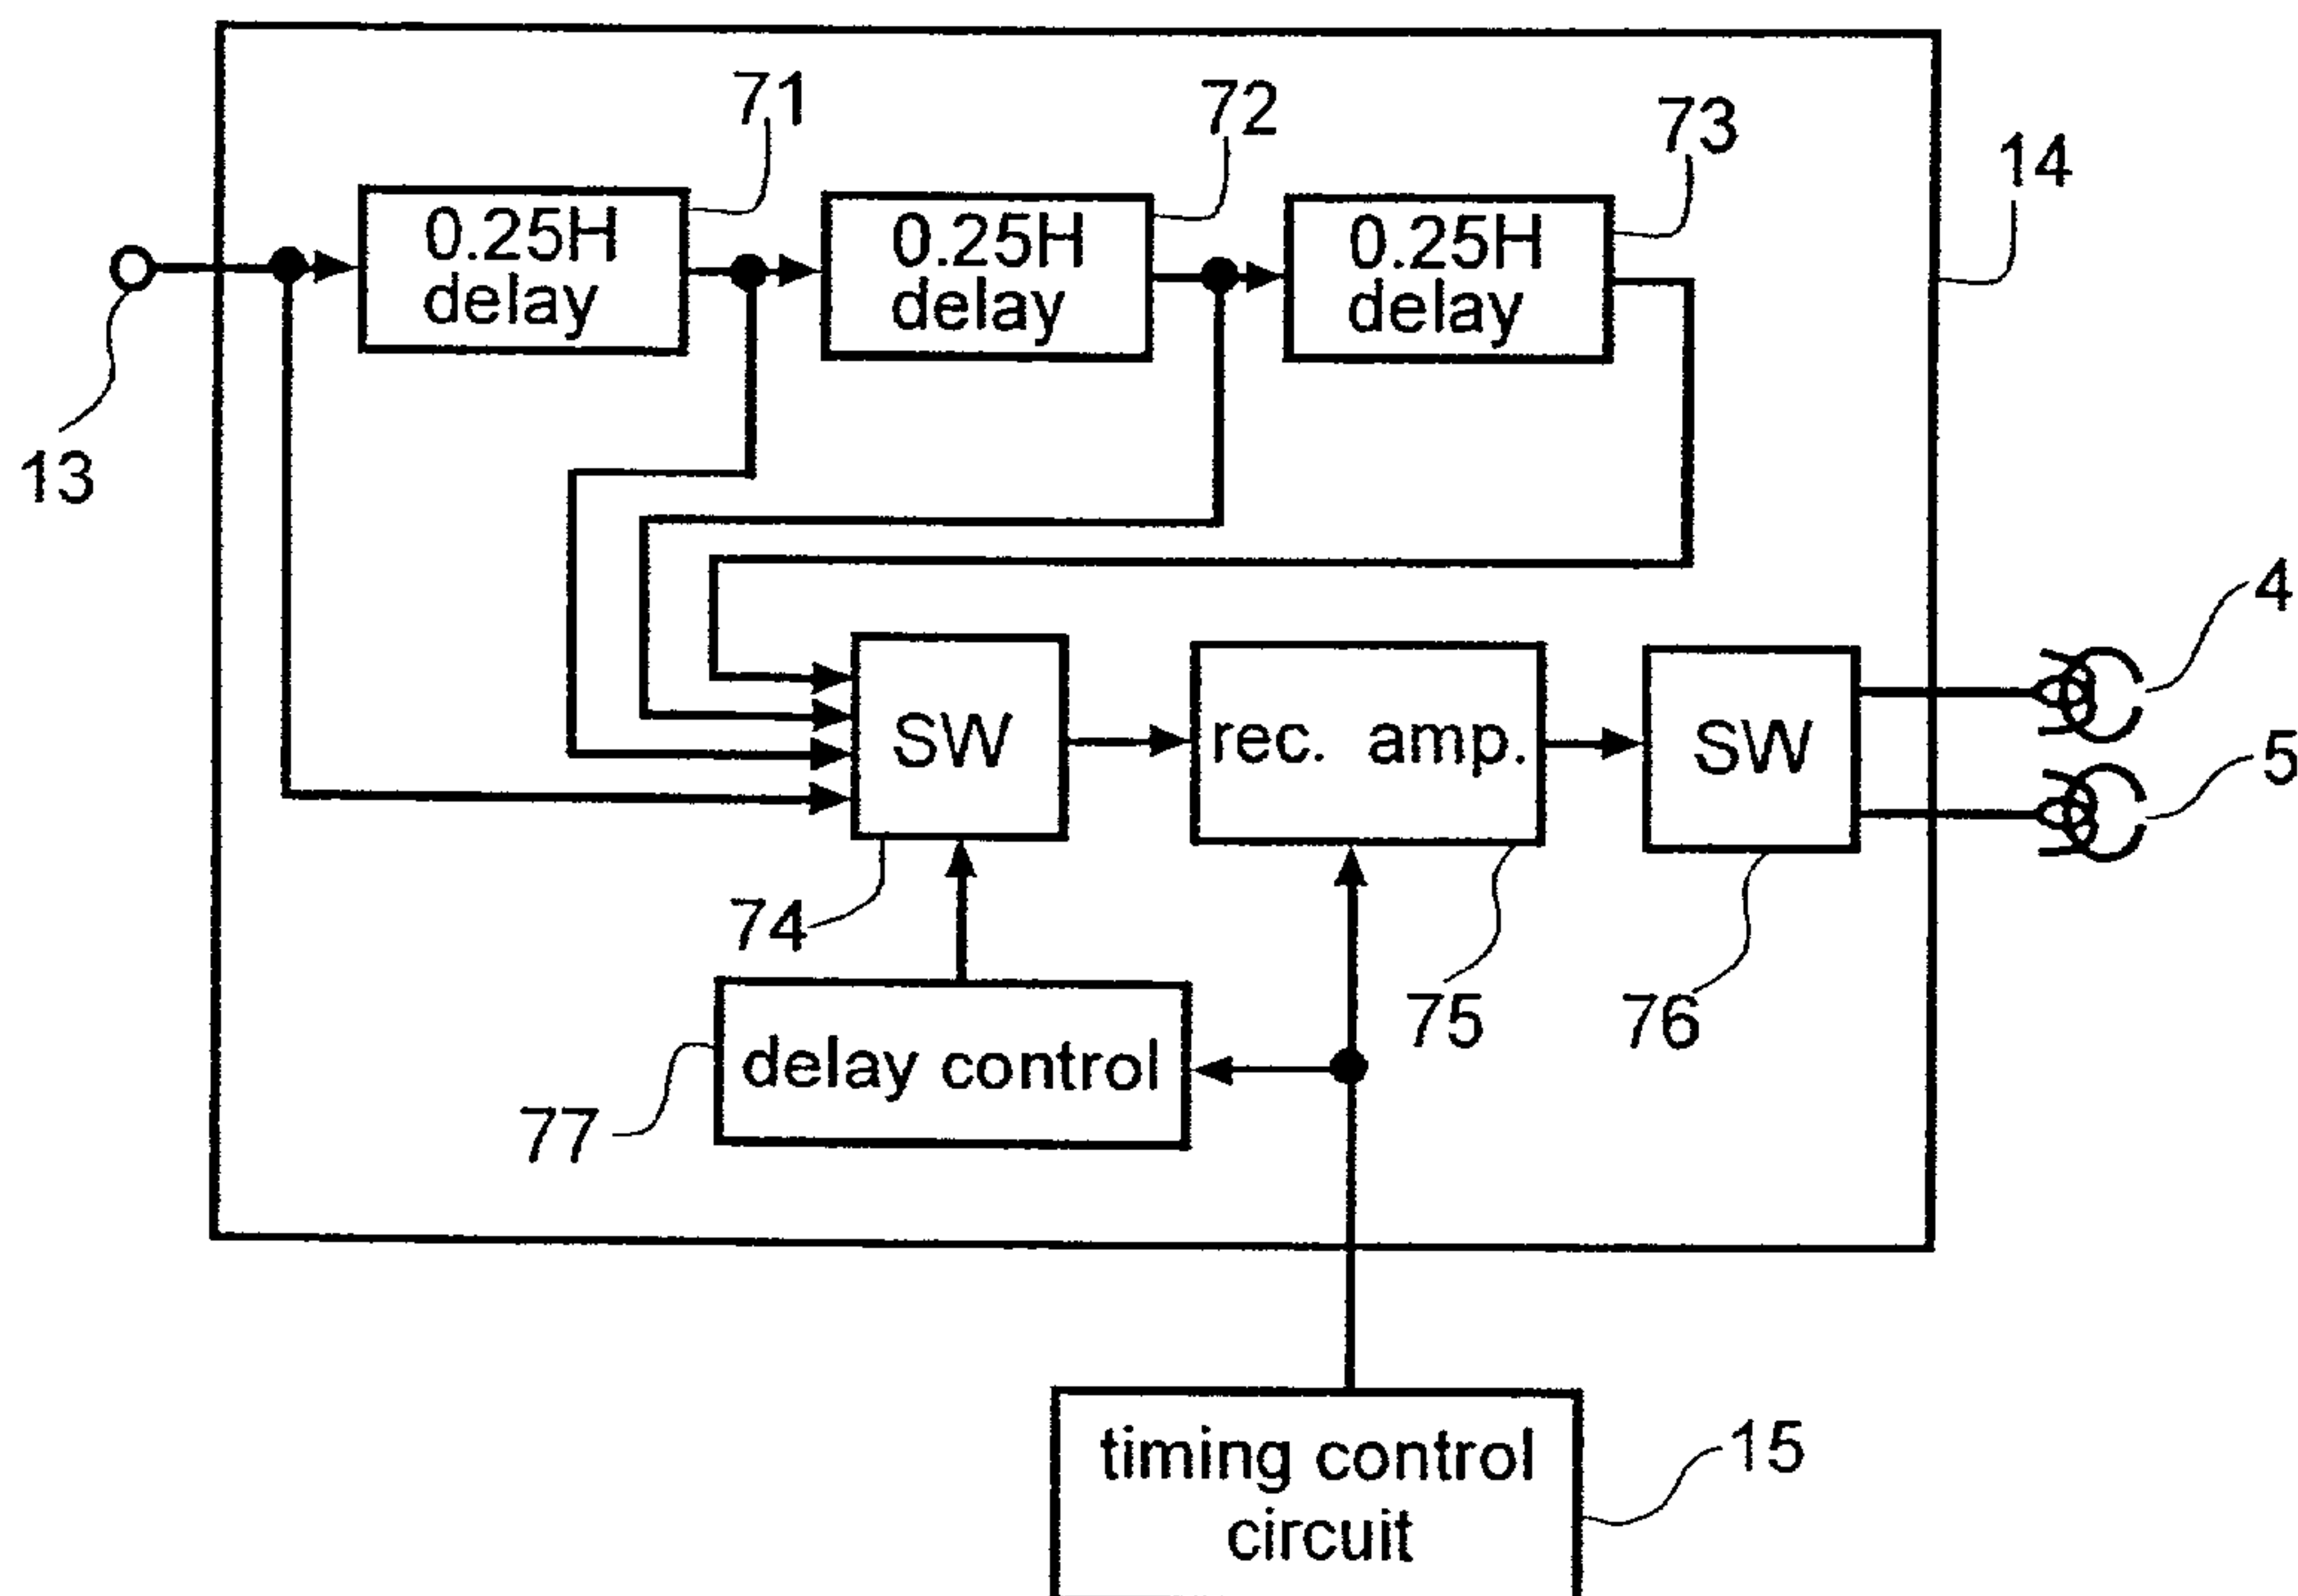 71
72
73
14
0.25H
delay
0.25H
delay
0.25H
delay
13
4
SW
rec. amp.
SW
5
74
75
76
delay control
77
timing control
circuit
15